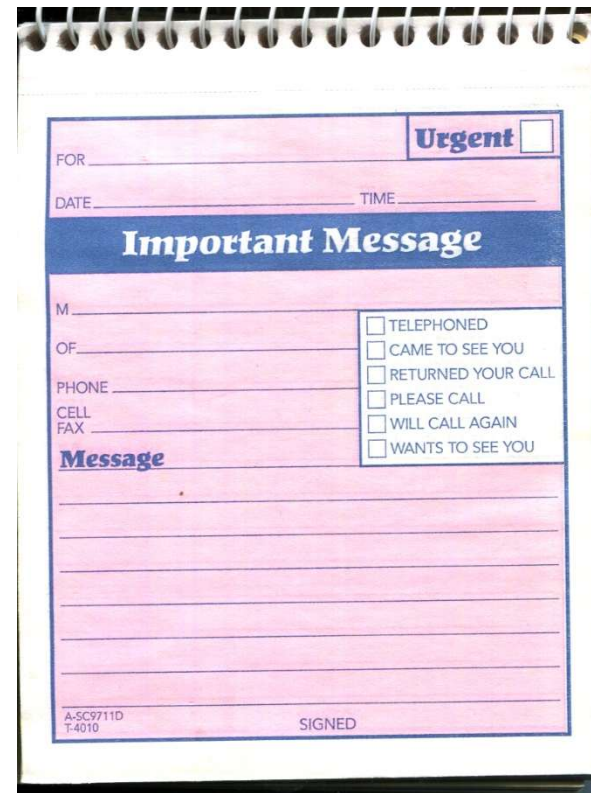 Urgent
FOR
DATE TIME
Important Message
M
OF
PHONE
CELL
FAX
TELEPHONED
CAME TO SEE YOU
RETURNED YOUR CALL
PLEASE CALL
WILL CALL AGAIN
WANTS TO SEE YOU
Message
A-SC9711D
T-4010
SIGNED